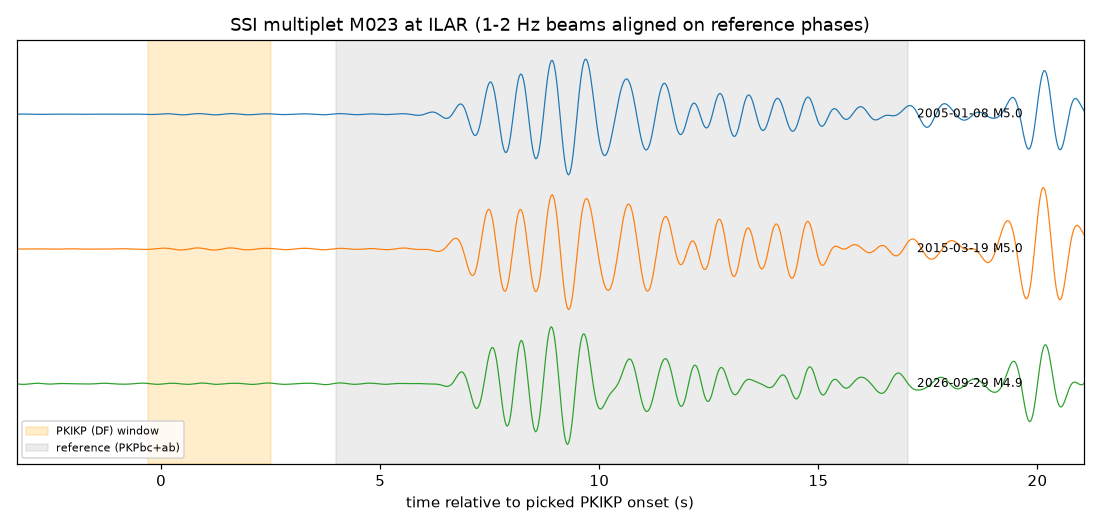 SSI multiplet M023 at ILAR (1-2 Hz beams aligned on reference phases)
2005-01-08 M5.0
2015-03-19 M5.0
2026-09-29 M4.9
PKIKP (DF) window
reference (PKPbc+ab)
0 5 10 15 20
time relative to picked PKIKP onset (s)